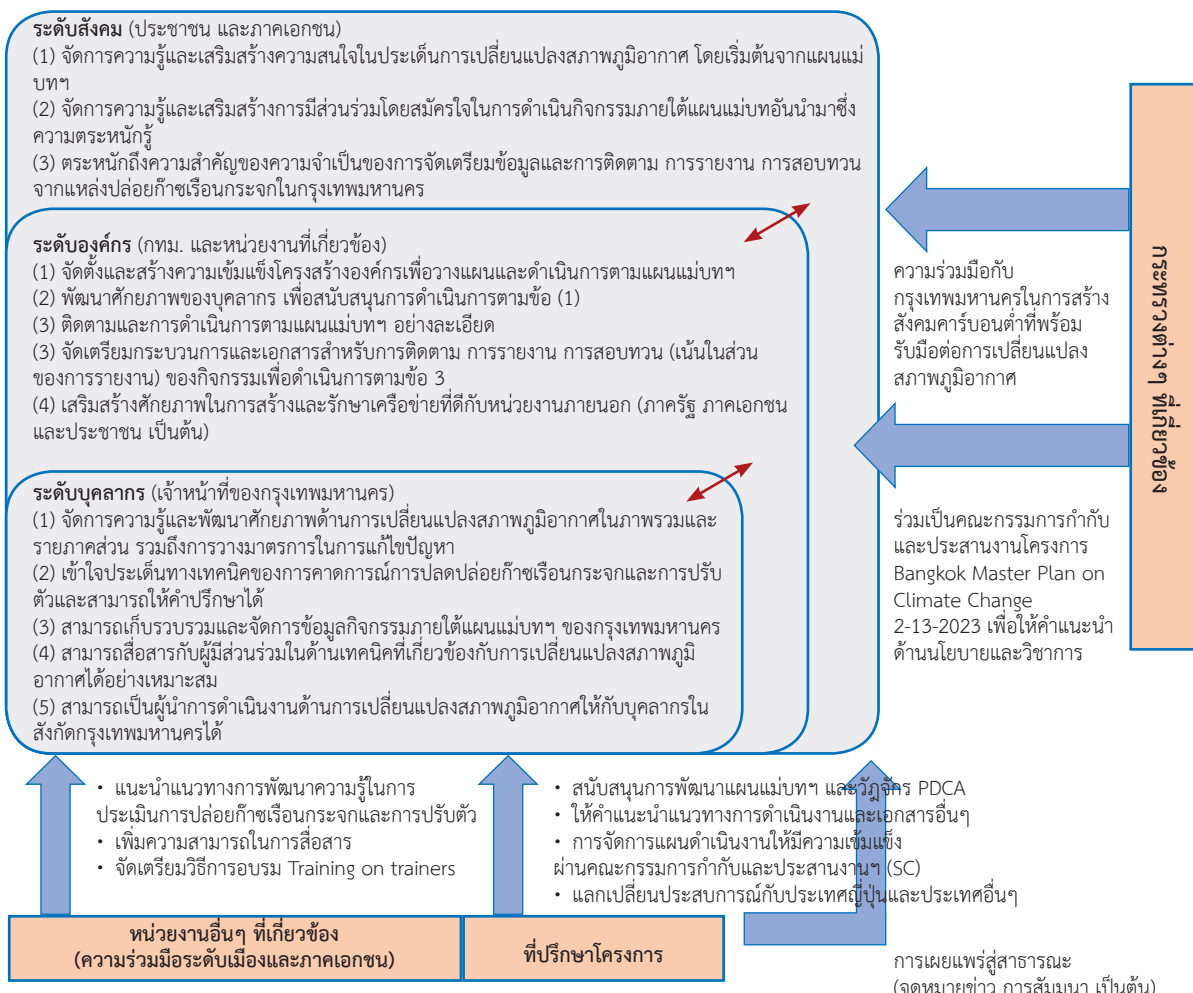 ระดับสังคม (ประชาชน และภาคเอกชน)
(1) จัดการความรู้และเสริมสร้างความสนใจในประเด็นการเปลี่ยนแปลงสภาพภูมิอากาศ โดยเริ่มต้นจากแผนแม่
บทฯ
(2) จัดการความรู้และเสริมสร้างการมีส่วนร่วมโดยสมัครใจในการดำเนินกิจกรรมภายใต้แผนแม่บทอันนำมาซึ่ง
ความตระหนักรู้
(3) ตระหนักถึงความสำคัญของความจำเป็นของการจัดเตรียมข้อมูลและการติดตาม การรายงาน การสอบทวน
จากแหล่งปล่อยก๊าซเรือนกระจกในกรุงเทพมหานคร
ระดับองค์กร (กทม. และหน่วยงานที่เกี่ยวข้อง)
(1) จัดตั้งและสร้างความเข้มแข็งโครงสร้างองค์กรเพื่อวางแผนและดำเนินการตามแผนแม่บทฯ
(2) พัฒนาศักยภาพของบุคลากร เพื่อสนับสนุนการดำเนินการตามข้อ (1)
(3) ติดตามและการดำเนินการตามแผนแม่บทฯ อย่างละเอียด
(3) จัดเตรียมกระบวนการและเอกสารสำหรับการติดตาม การรายงาน การสอบทวน (เน้นในส่วน
ของการรายงาน) ของกิจกรรมเพื่อดำเนินการตามข้อ 3
(4) เสริมสร้างศักยภาพในการสร้างและรักษาเครือข่ายที่ดีกับหน่วยงานภายนอก (ภาครัฐ ภาคเอกชน
และประชาชน เป็นต้น)
ระดับบุคลากร (เจ้าหน้าที่ของกรุงเทพมหานคร)
(1) จัดการความรู้และพัฒนาศักยภาพด้านการเปลี่ยนแปลงสภาพภูมิอากาศในภาพรวมและ
รายภาคส่วน รวมถึงการวางมาตรการในการแก้ไขปัญหา
(2) เข้าใจประเด็นทางเทคนิคของการคาดการณ์การปลดปล่อยก๊าซเรือนกระจกและการปรับ
ตัวและสามารถให้คำปรึกษาได้
(3) สามารถเก็บรวบรวมและจัดการข้อมูลกิจกรรมภายใต้แผนแม่บทฯ ของกรุงเทพมหานคร
(4) สามารถสื่อสารกับผู้มีส่วนร่วมในด้านเทคนิคที่เกี่ยวข้องกับการเปลี่ยนแปลงสภาพภูมิ
อากาศได้อย่างเหมาะสม
(5) สามารถเป็นผู้นำการดำเนินงานด้านการเปลี่ยนแปลงสภาพภูมิอากาศให้กับบุคลากรใน
สังกัดกรุงเทพมหานครได้
กระทรวงต่างๆ ที่เกี่ยวข้อง
ความร่วมมือกับ
กรุงเทพมหานครในการสร้าง
สังคมคาร์บอนต่ำที่พร้อม
รับมือต่อการเปลี่ยนแปลง
สภาพภูมิอากาศ
ร่วมเป็นคณะกรรมการกำกับ
และประสานงานโครงการ
Bangkok Master Plan on
Climate Change
2-13-2023 เพื่อให้คำแนะนำ
ด้านนโยบายและวิชาการ
• แนะนำแนวทางการพัฒนาความรู้ในการ
ประเมินการปล่อยก๊าซเรือนกระจกและการปรับตัว
• เพิ่มความสามารถในการสื่อสาร
• จัดเตรียมวิธีการอบรม Training on trainers
• สนับสนุนการพัฒนาแผนแม่บทฯ และวัฎจักร PDCA
• ให้คำแนะนำแนวทางการดำเนินงานและเอกสารอื่นๆ
• การจัดการแผนดำเนินงานให้มีความเข้มแข็ง
ผ่านคณะกรรมการกำกับและประสานงานฯ (SC)
• แลกเปลี่ยนประสบการณ์กับประเทศญี่ปุ่นและประเทศอื่นๆ
หน่วยงานอื่นๆ ที่เกี่ยวข้อง
(ความร่วมมือระดับเมืองและภาคเอกชน)
ที่ปรึกษาโครงการ
การเผยแพร่สู่สาธารณะ
(จดหมายข่าว การสัมมนา เป็นต้น)